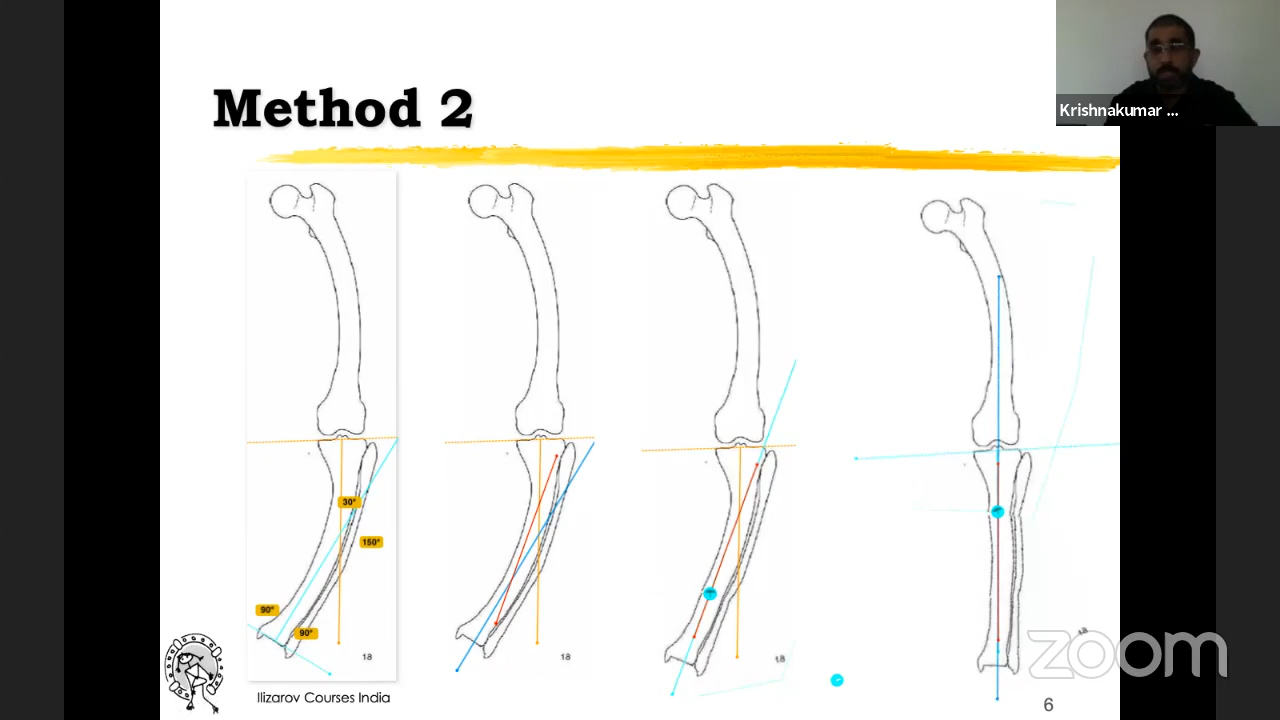 Krishnakumar ...
Method 2
30°
150°
90°
90°
18
18
18
18
Ilizarov Courses India
zoom
6